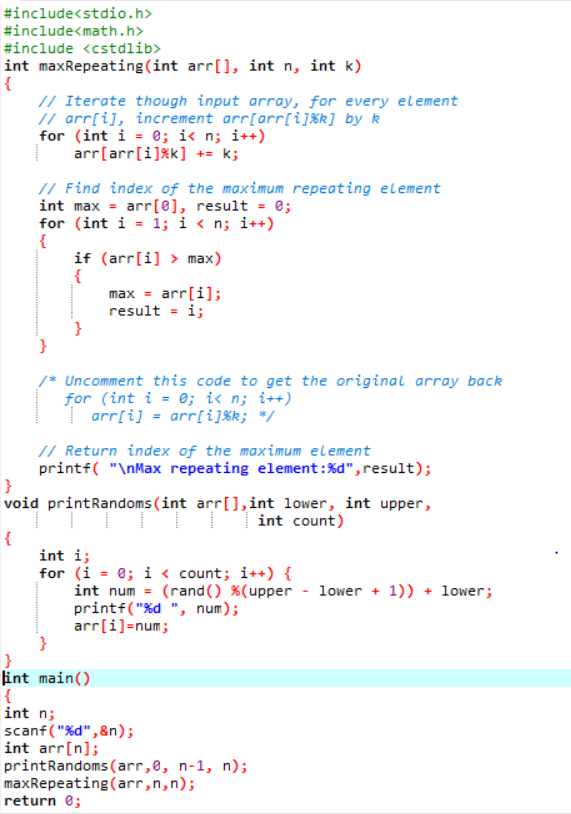 #include<stdio.h>
#include<math.h>
#include <cstdlib>
int maxRepeating(int arr[], int n, int k)
{
    // Iterate though input array, for every element
    // arr[i], increment arr[arr[i]%k] by k
    for (int i = 0; i< n; i++)
        arr[arr[i]%k] += k;

    // Find index of the maximum repeating element
    int max = arr[0], result = 0;
    for (int i = 1; i < n; i++)
    {
        if (arr[i] > max)
        {
            max = arr[i];
            result = i;
        }
    }

    /* Uncomment this code to get the original array back
       for (int i = 0; i< n; i++)
          arr[i] = arr[i]%k; */

    // Return index of the maximum element
    printf( "\nMax repeating element:%d",result);
}
void printRandoms(int arr[],int lower, int upper,
                             int count)
{
    int i;
    for (i = 0; i < count; i++) {
        int num = (rand() %(upper - lower + 1)) + lower;
        printf("%d ", num);
        arr[i]=num;
    }
}
int main()
{
int n;
scanf("%d",&n);
int arr[n];
printRandoms(arr,0, n-1, n);
maxRepeating(arr,n,n);
return 0;